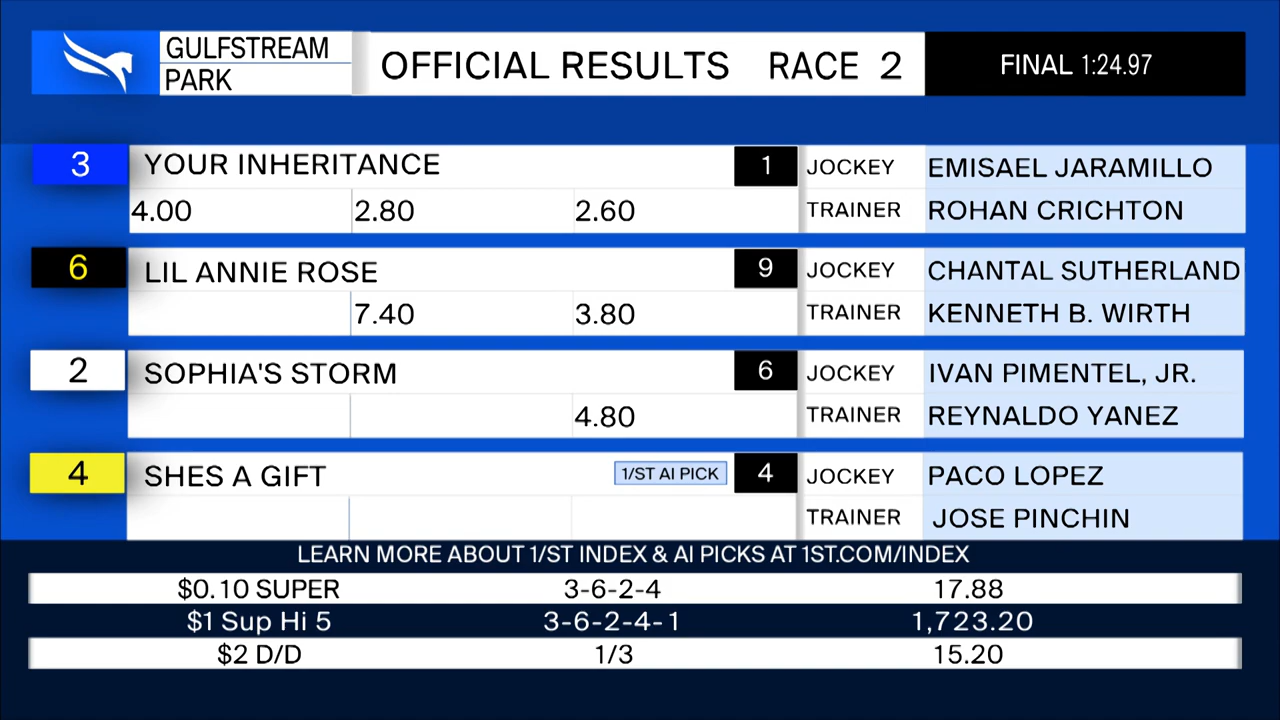 GULFSTREAM
PARK
OFFICIAL RESULTS RACE 2
FINAL 1:24.97
3 YOUR INHERITANCE 1 JOCKEY EMISAEL JARAMILLO
4.00 2.80 2.60 TRAINER ROHAN CRICHTON
6 LIL ANNIE ROSE 9 JOCKEY CHANTAL SUTHERLAND
7.40 3.80 TRAINER KENNETH B. WIRTH
2 SOPHIA'S STORM 6 JOCKEY IVAN PIMENTEL, JR.
4.80 TRAINER REYNALDO YANEZ
4 SHES A GIFT 1/ST AI PICK 4 JOCKEY PACO LOPEZ
TRAINER JOSE PINCHIN
LEARN MORE ABOUT 1/ST INDEX & AI PICKS AT 1ST.COM/INDEX
$0.10 SUPER 3-6-2-4 17.88
$1 Sup Hi 5 3-6-2-4-1 1,723.20
$2 D/D 1/3 15.20